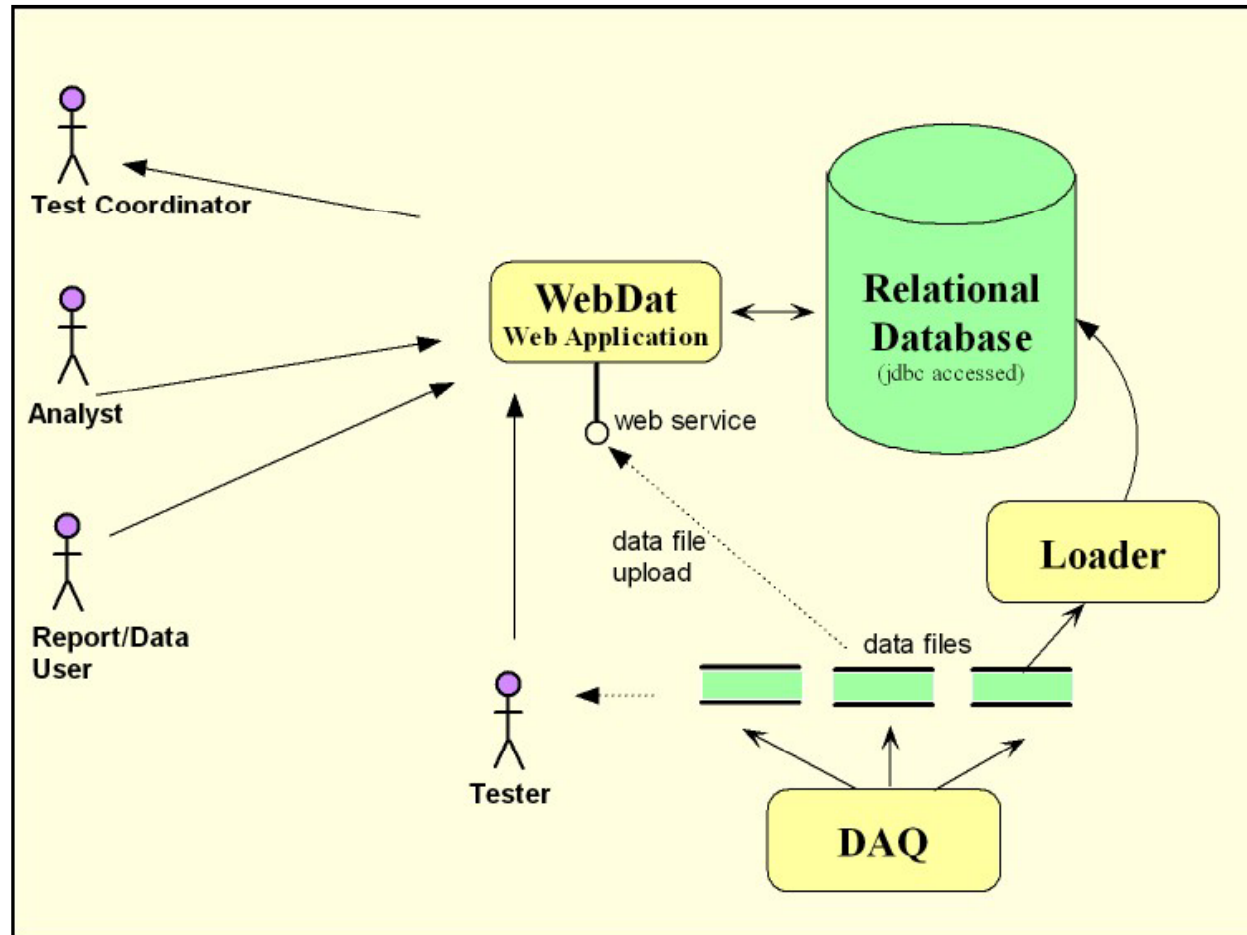 Test Coordinator
Analyst
Report/Data
User
Tester
WebDat
Web Application
web service
data file
upload
Relational
Database
(jdbc accessed)
Loader
data files
DAQ